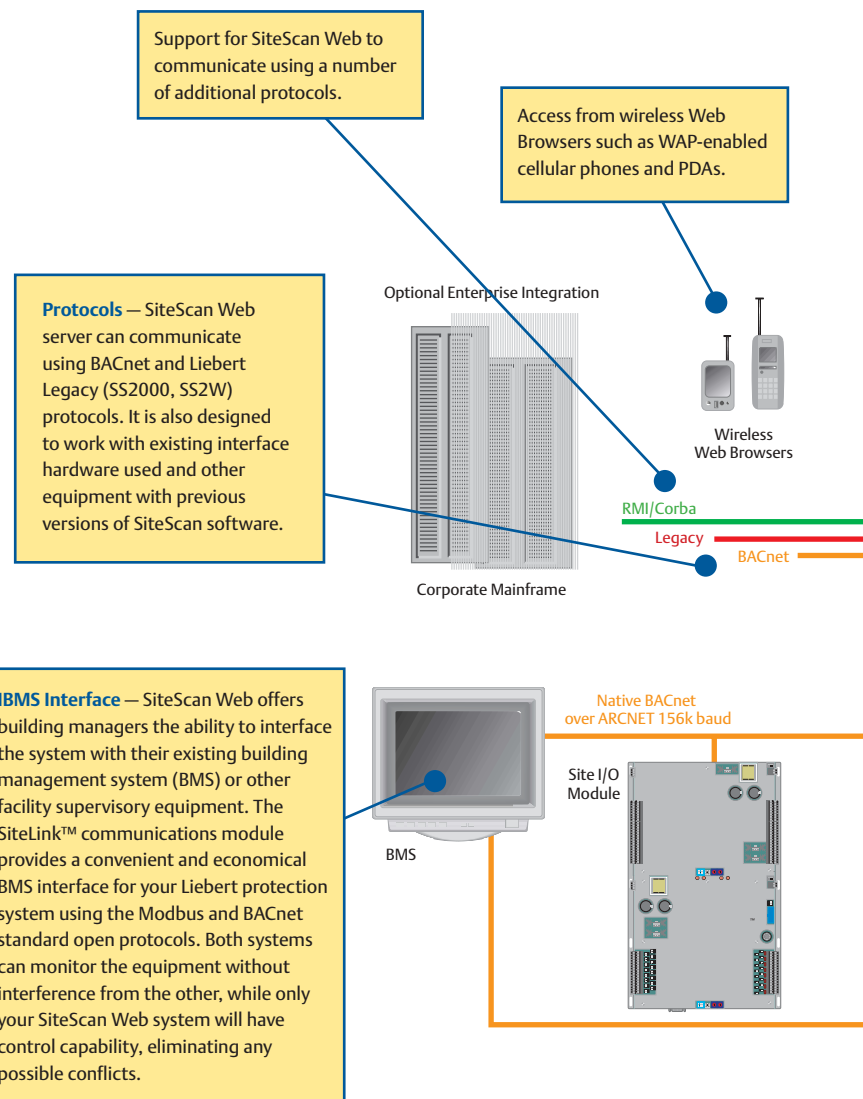 Support for SiteScan Web to
communicate using a number
of additional protocols.
Access from wireless Web
Browsers such as WAP-enabled
cellular phones and PDAs.
Protocols — SiteScan Web
server can communicate
using BACnet and Liebert
Legacy (SS2000, SS2W)
protocols. It is also designed
to work with existing interface
hardware used and other
equipment with previous
versions of SiteScan software.
Optional Enterprise Integration
Corporate Mainframe
Wireless
Web Browsers
RMI/Corba
Legacy
BACnet
IBMS Interface — SiteScan Web offers
building managers the ability to interface
the system with their existing building
management system (BMS) or other
facility supervisory equipment. The
SiteLink™ communications module
provides a convenient and economical
BMS interface for your Liebert protection
system using the Modbus and BACnet
standard open protocols. Both systems
can monitor the equipment without
interference from the other, while only
your SiteScan Web system will have
control capability, eliminating any
possible conflicts.
BMS
Native BACnet
over ARCNET 156k baud
Site I/O
Module